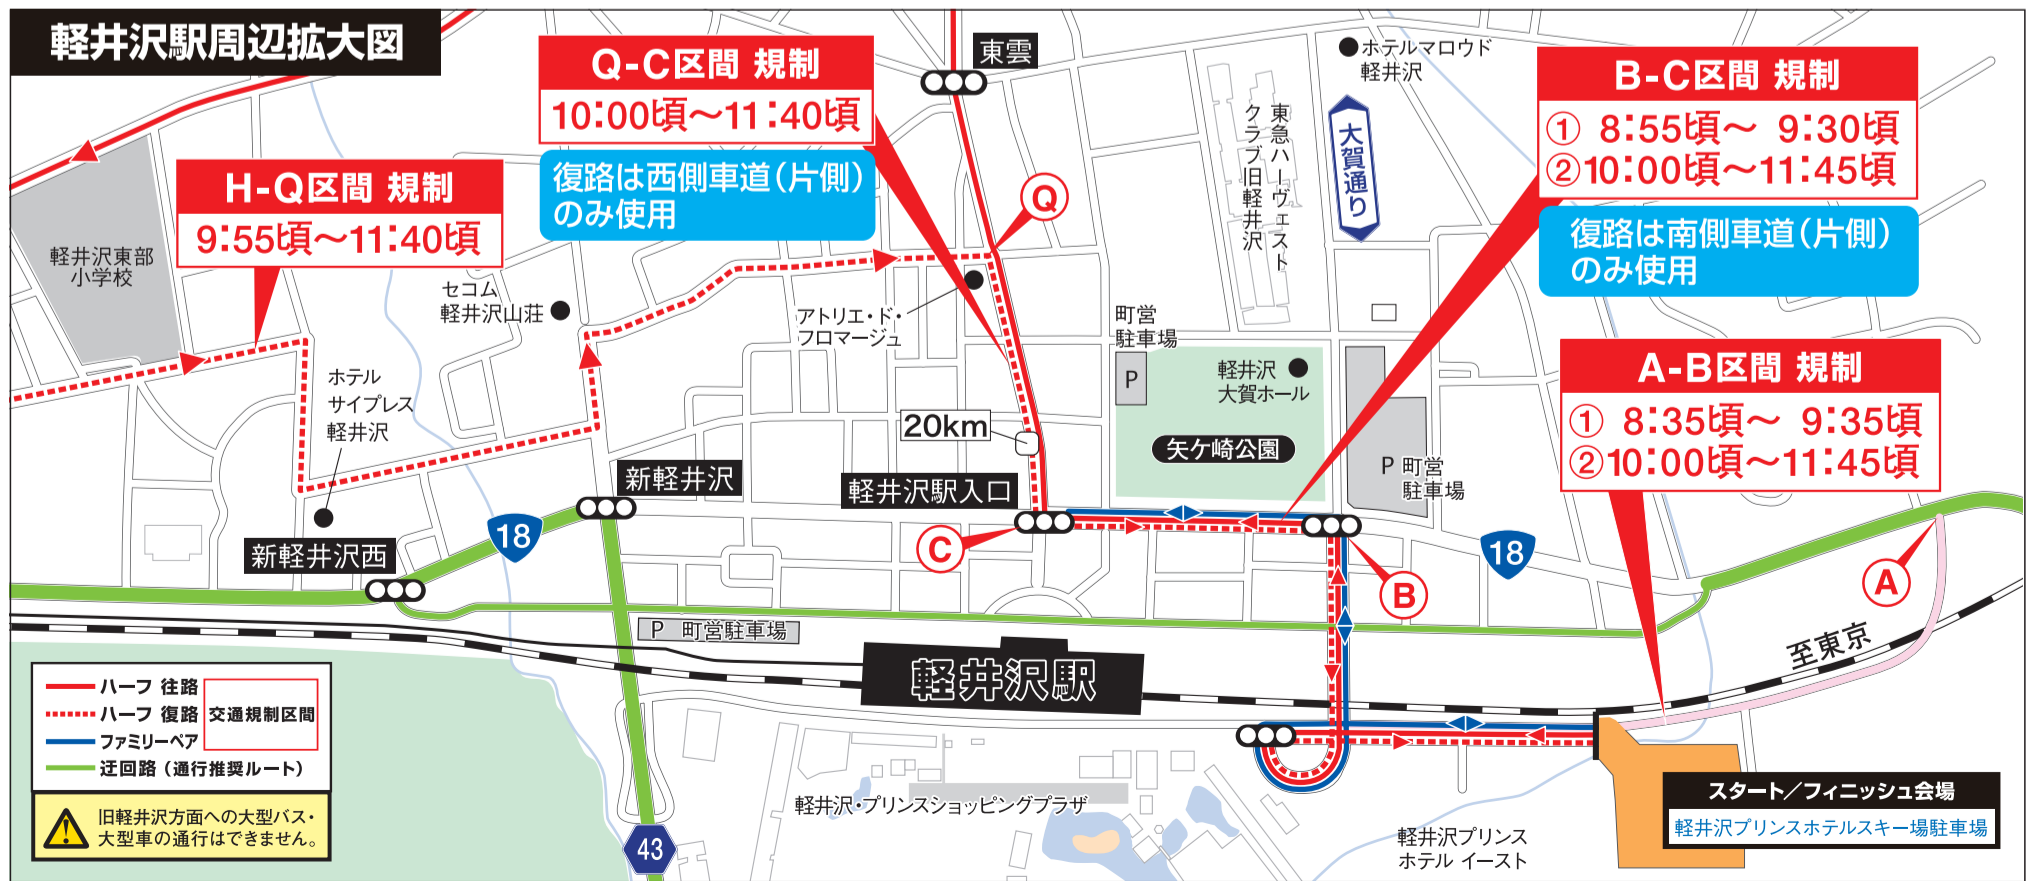 軽井沢駅周辺拡大図
Q-C区間 規制
10:00頃〜11:40頃
復路は西側車道(片側)
のみ使用
東雲
ホテルマロウド
軽井沢
B-C区間 規制
① 8:55頃〜 9:30頃
②10:00頃〜11:45頃
復路は南側車道(片側)
のみ使用
H-Q区間 規制
9:55頃〜11:40頃
軽井沢東部
小学校
セコム
軽井沢山荘
アトリエ・ド・
フロマージュ
Q
東急ハーヴェスト
クラブ旧軽井沢
大賀通り
町営
駐車場
P
軽井沢
大賀ホール
矢ケ崎公園
P 町営
駐車場
A-B区間 規制
① 8:35頃〜 9:35頃
②10:00頃〜11:45頃
ホテル
サイプレス
軽井沢
20km
新軽井沢
軽井沢駅入口
新軽井沢西
18
C
B
18
A
P 町営駐車場
軽井沢駅
至東京
ハーフ 往路
ハーフ 復路
交通規制区間
ファミリーペア
迂回路(通行推奨ルート)
旧軽井沢方面への大型バス・
大型車の通行はできません。
43
軽井沢・プリンスショッピングプラザ
軽井沢プリンス
ホテル イースト
スタート/フィニッシュ会場
軽井沢プリンスホテルスキー場駐車場